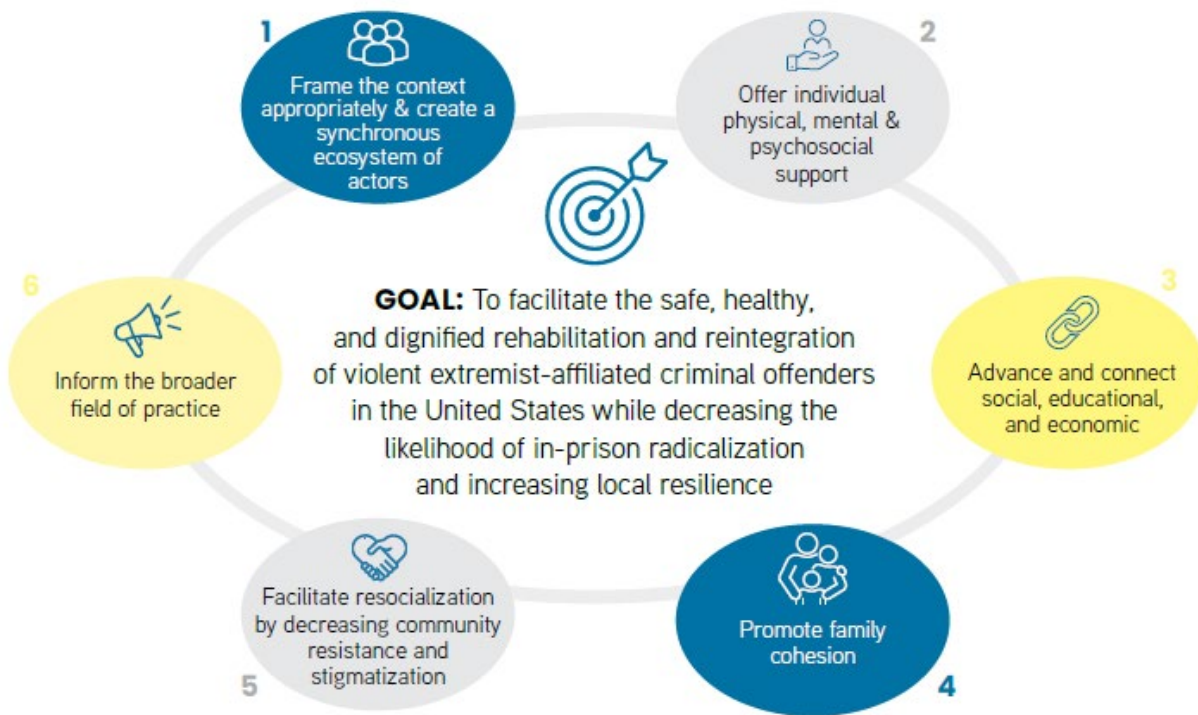 1
Frame the context
appropriately & create a
synchronous
ecosystem of
actors
2
Offer individual
physical, mental &
psychosocial
support
3
Advance and connect
social, educational,
and economic
4
Promote family
cohesion
5
Facilitate resocialization
by decreasing community
resistance and
stigmatization
6
Inform the broader
field of practice
GOAL: To facilitate the safe, healthy,
and dignified rehabilitation and reintegration
of violent extremist-affiliated criminal offenders
in the United States while decreasing the
likelihood of in-prison radicalization
and increasing local resilience